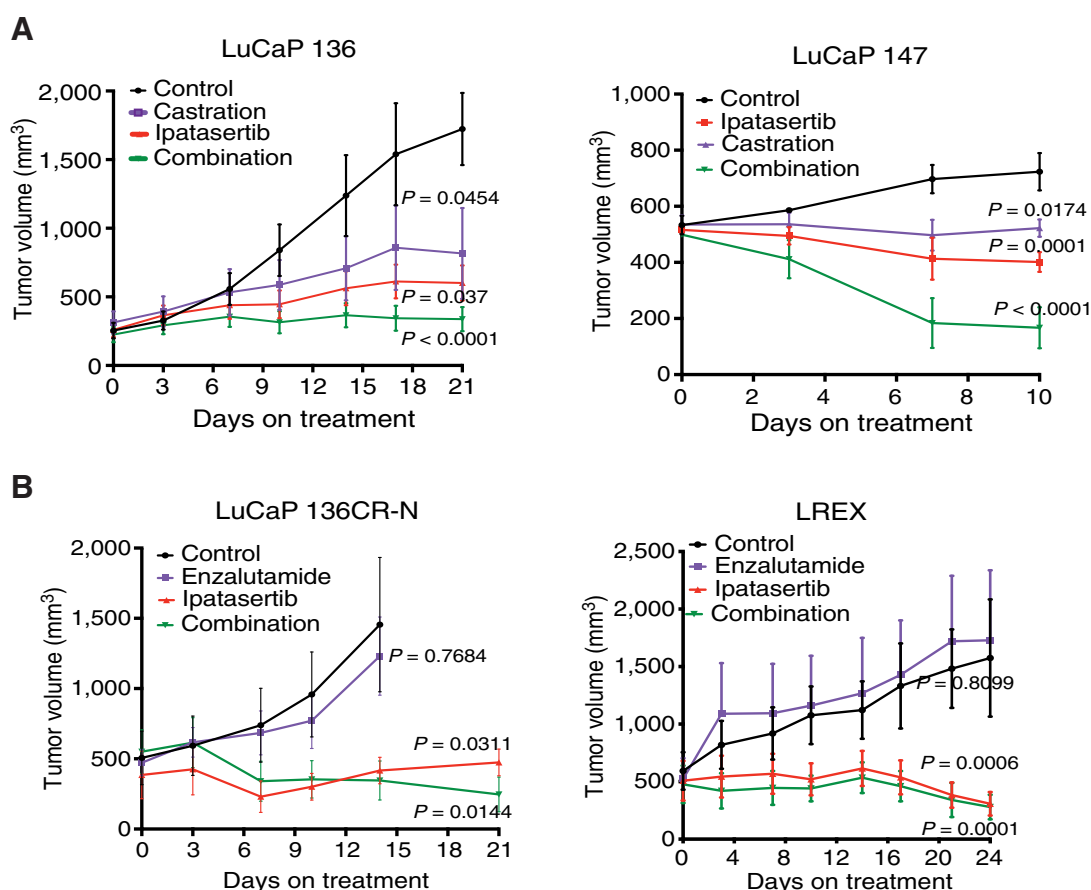 A
LuCaP 136
Tumor volume (mm³)
2,000
1,500
1,000
500
0
Control
Castration
Ipatasertib
Combination
P = 0.0454
P = 0.037
P < 0.0001
0 3 6 9 12 15 18 21
Days on treatment
LuCaP 147
Tumor volume (mm³)
1,000
800
600
400
200
0
Control
Ipatasertib
Castration
Combination
P = 0.0174
P = 0.0001
P < 0.0001
0 2 4 6 8 10
Days on treatment
B
LuCaP 136CR-N
Tumor volume (mm³)
2,000
1,500
1,000
500
0
Control
Enzalutamide
Ipatasertib
Combination
P = 0.7684
P = 0.0311
P = 0.0144
0 3 6 9 12 14 18 21
Days on treatment
LREX
Tumor volume (mm³)
2,500
2,000
1,500
1,000
500
0
Control
Enzalutamide
Ipatasertib
Combination
P = 0.8099
P = 0.0006
P = 0.0001
0 4 8 12 16 20 24
Days on treatment